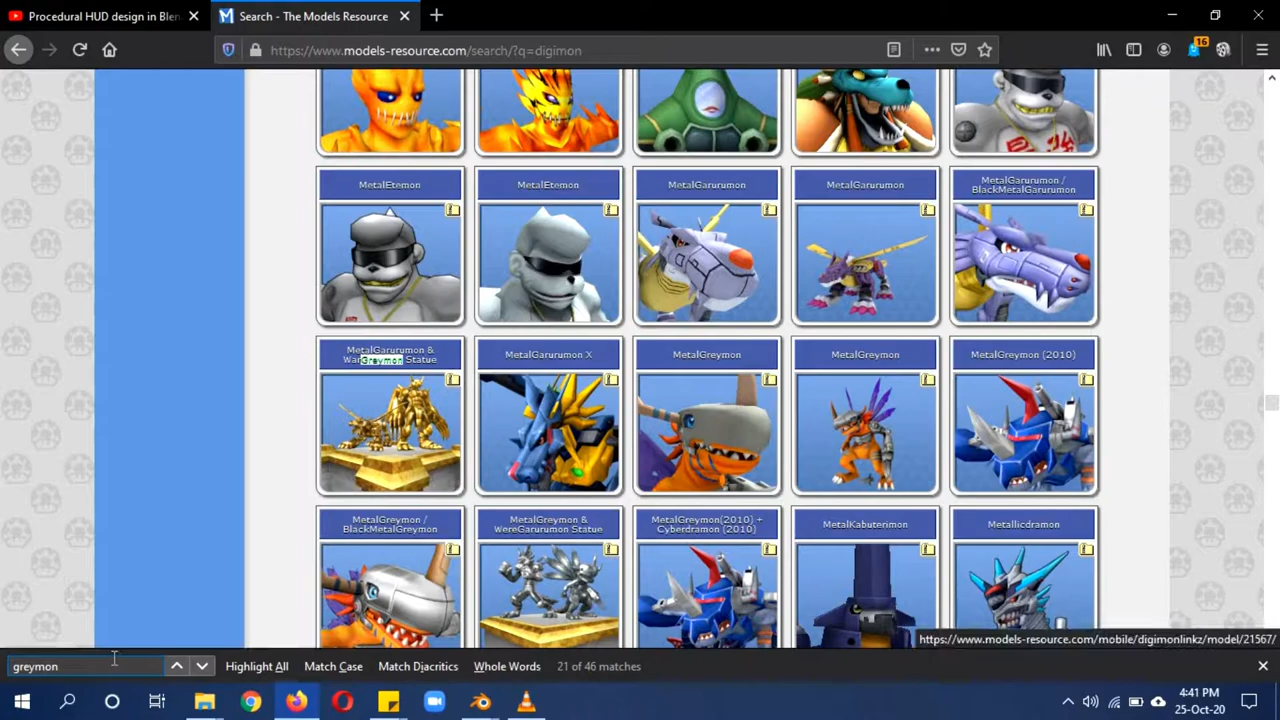 Procedural HUD design in Blen
Search - The Models Resource
https://www.models-resource.com/search/?q=digimon
16
MetalEtemon
MetalEtemon
MetalGarurumon
MetalGarurumon
MetalGarurumon /
BlackMetalGarurumon
MetalGarurumon &
WarGreymon Statue
MetalGarurumon X
MetalGreymon
MetalGreymon
MetalGreymon (2010)
MetalGreymon /
BlackMetalGreymon
MetalGreymon &
WereGarurumon Statue
MetalGreymon(2010) +
Cyberdramon (2010)
MetalKabuterimon
Metallicdramon
https://www.models-resource.com/mobile/digimonlinkz/model/21567/
greymon
Highlight All
Match Case
Match Diacritics
Whole Words
21 of 46 matches
4:41 PM
25-Oct-20